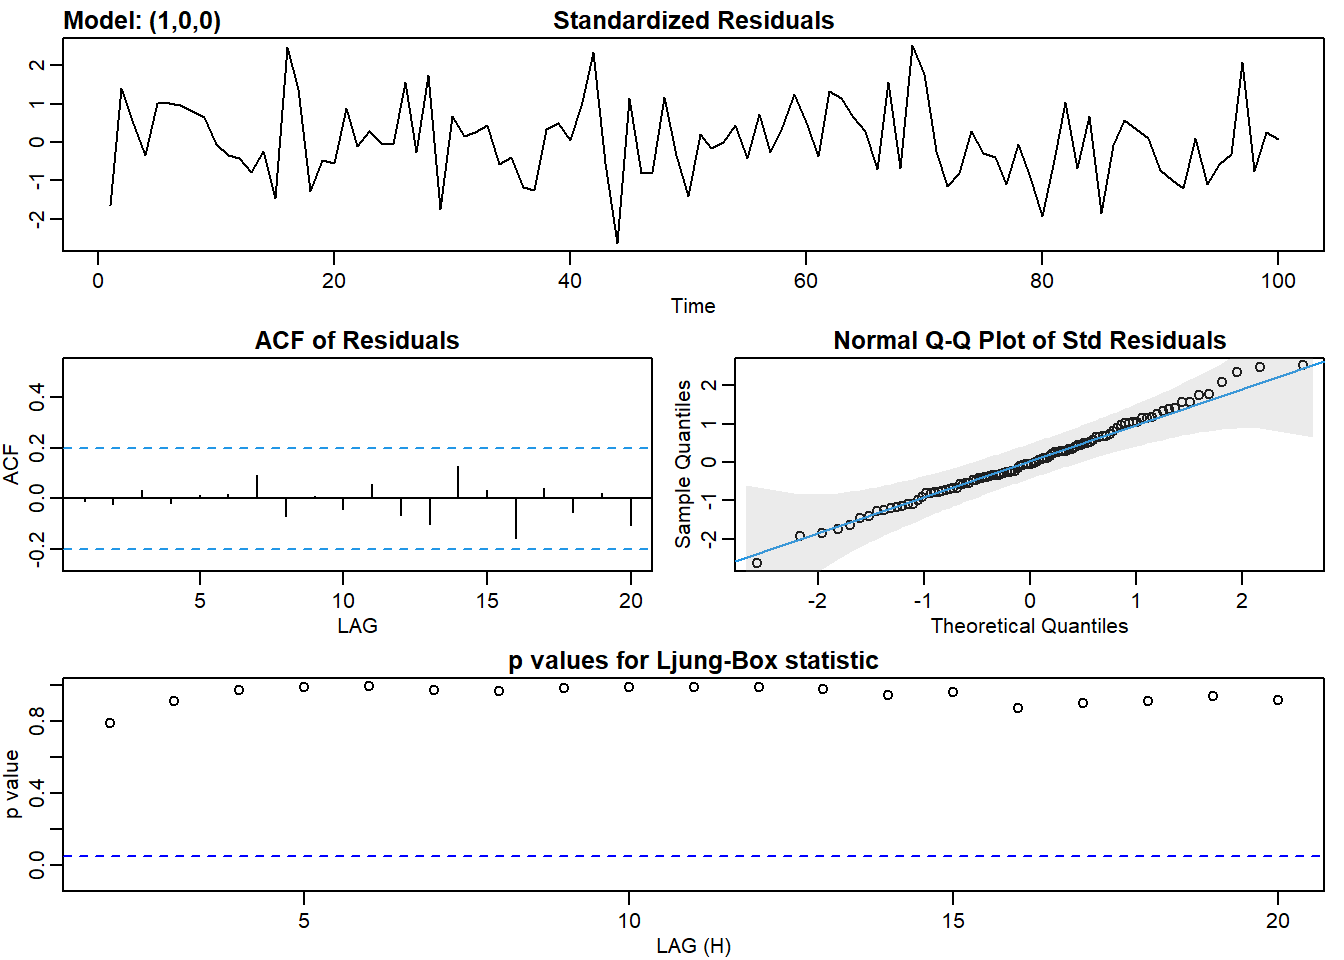 Model: (1,0,0) Standardized Residuals
2
1
0
-1
-2
0 20 40 60 80 100
Time
ACF of Residuals
ACF
0.4
0.2
0.0
-0.2
5 10 15 20
LAG
Normal Q-Q Plot of Std Residuals
Sample Quantiles
2
1
0
-1
-2
-2 -1 0 1 2
Theoretical Quantiles
p values for Ljung-Box statistic
p value
0.8
0.4
0.0
5 10 15 20
LAG (H)